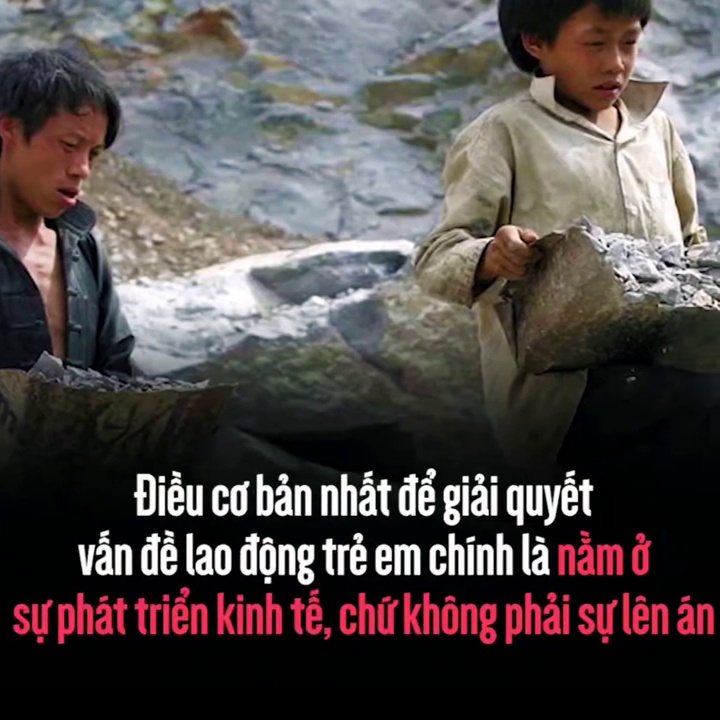 Điều cơ bản nhất để giải quyết
vấn đề lao động trẻ em chính là nằm ở
sự phát triển kinh tế, chứ không phải sự lên án